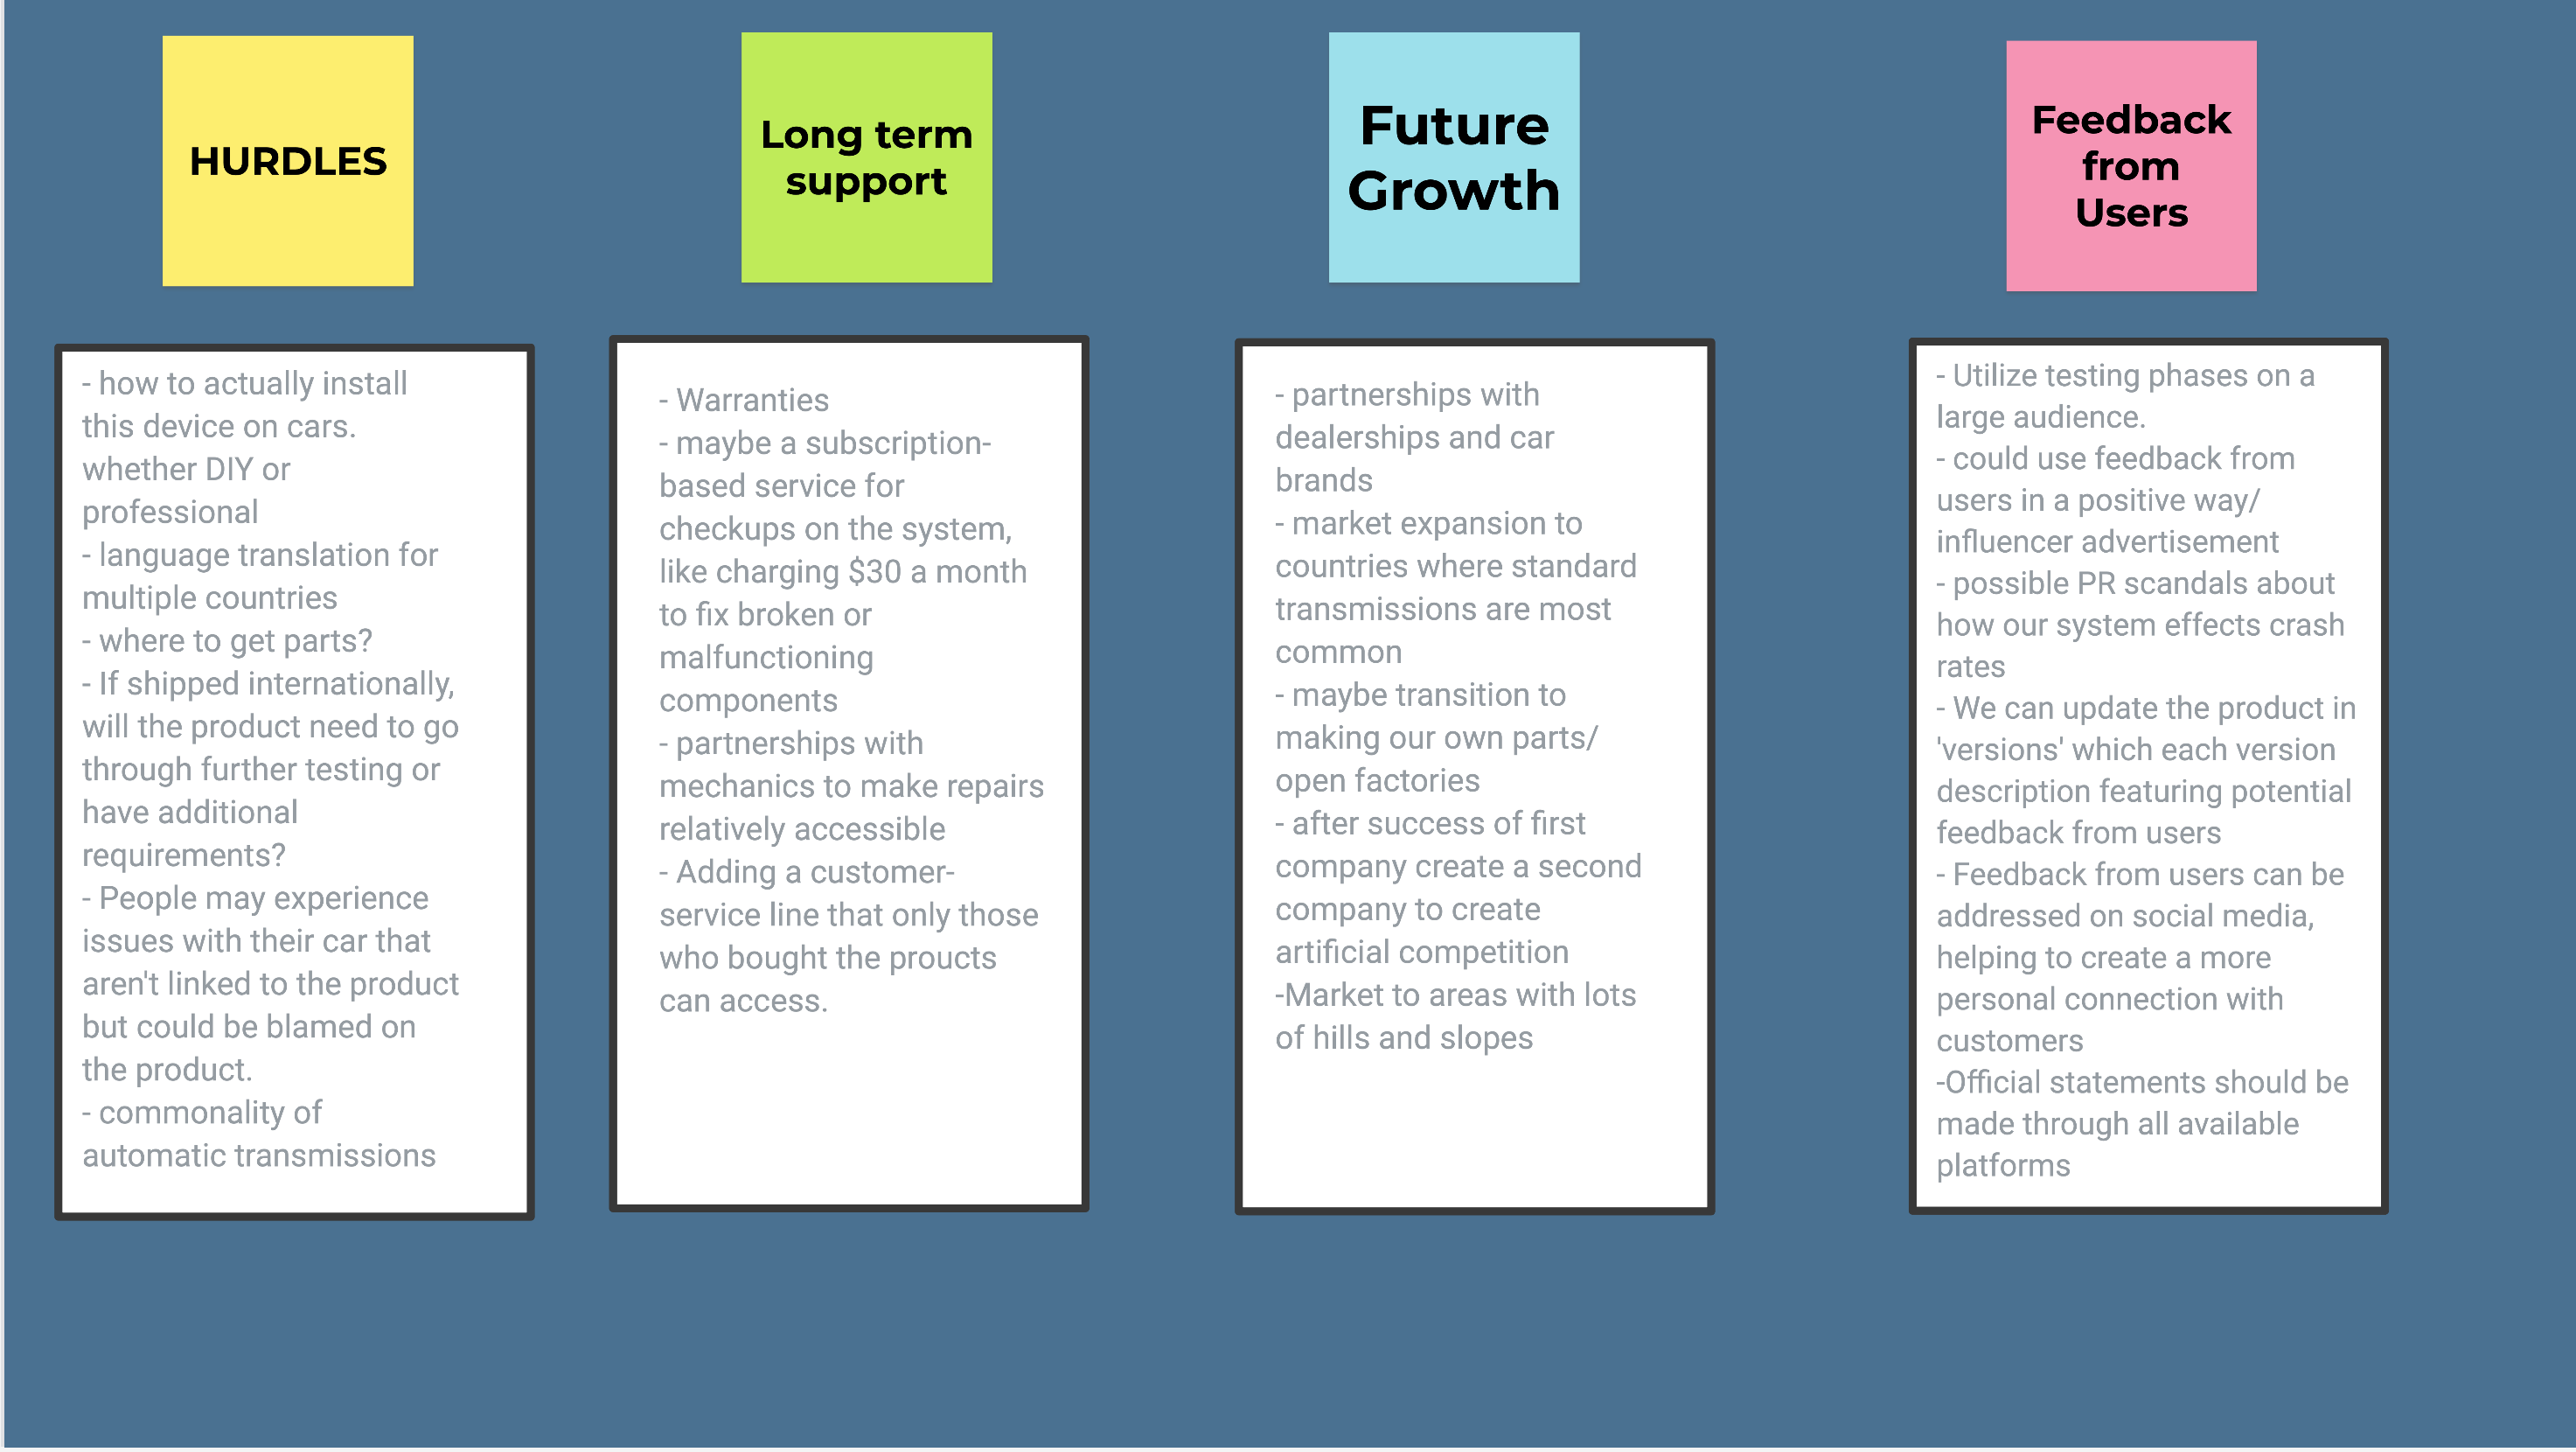 HURDLES
- how to actually install
this device on cars.
whether DIY or
professional
- language translation for
multiple countries
- where to get parts?
- If shipped internationally,
will the product need to go
through further testing or
have additional
requirements?
- People may experience
issues with their car that
aren't linked to the product
but could be blamed on
the product.
- commonality of
automatic transmissions
Long term
support
- Warranties
- maybe a subscription-
based service for
checkups on the system,
like charging $30 a month
to fix broken or
malfunctioning
components
- partnerships with
mechanics to make repairs
relatively accessible
- Adding a customer-
service line that only those
who bought the proucts
can access.
Future
Growth
- partnerships with
dealerships and car
brands
- market expansion to
countries where standard
transmissions are most
common
- maybe transition to
making our own parts/
open factories
- after success of first
company create a second
company to create
artificial competition
-Market to areas with lots
of hills and slopes
Feedback
from
Users
- Utilize testing phases on a
large audience.
- could use feedback from
users in a positive way/
influencer advertisement
- possible PR scandals about
how our system effects crash
rates
- We can update the product in
'versions' which each version
description featuring potential
feedback from users
- Feedback from users can be
addressed on social media,
helping to create a more
personal connection with
customers
-Official statements should be
made through all available
platforms